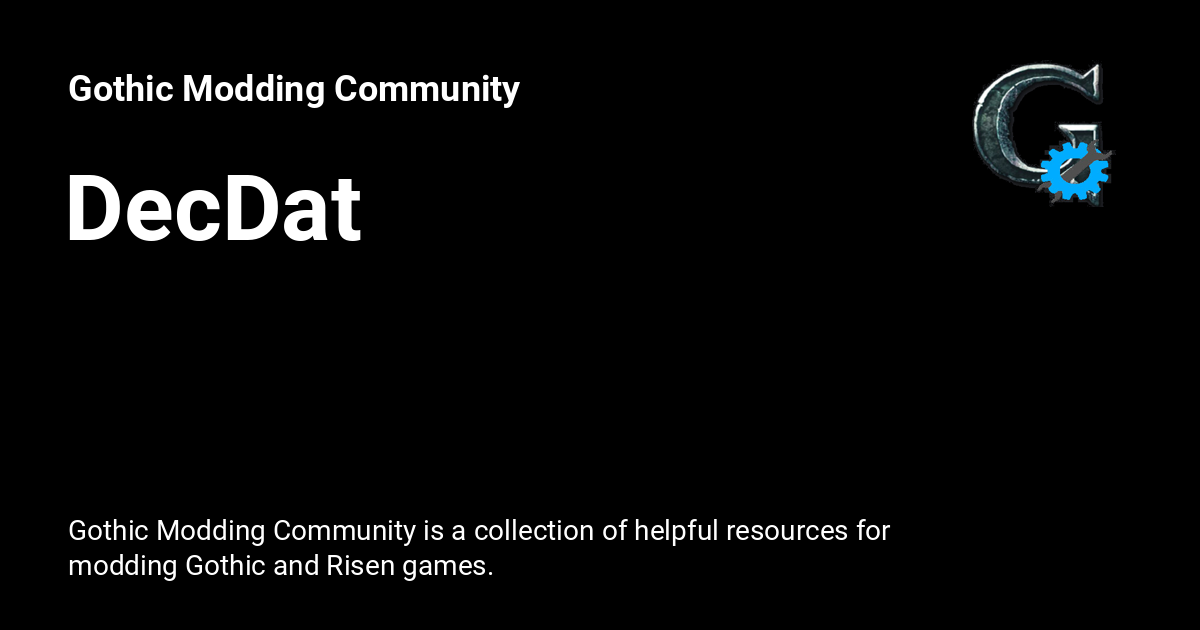 Gothic Modding Community
DecDat
Gothic Modding Community is a collection of helpful resources for
modding Gothic and Risen games.